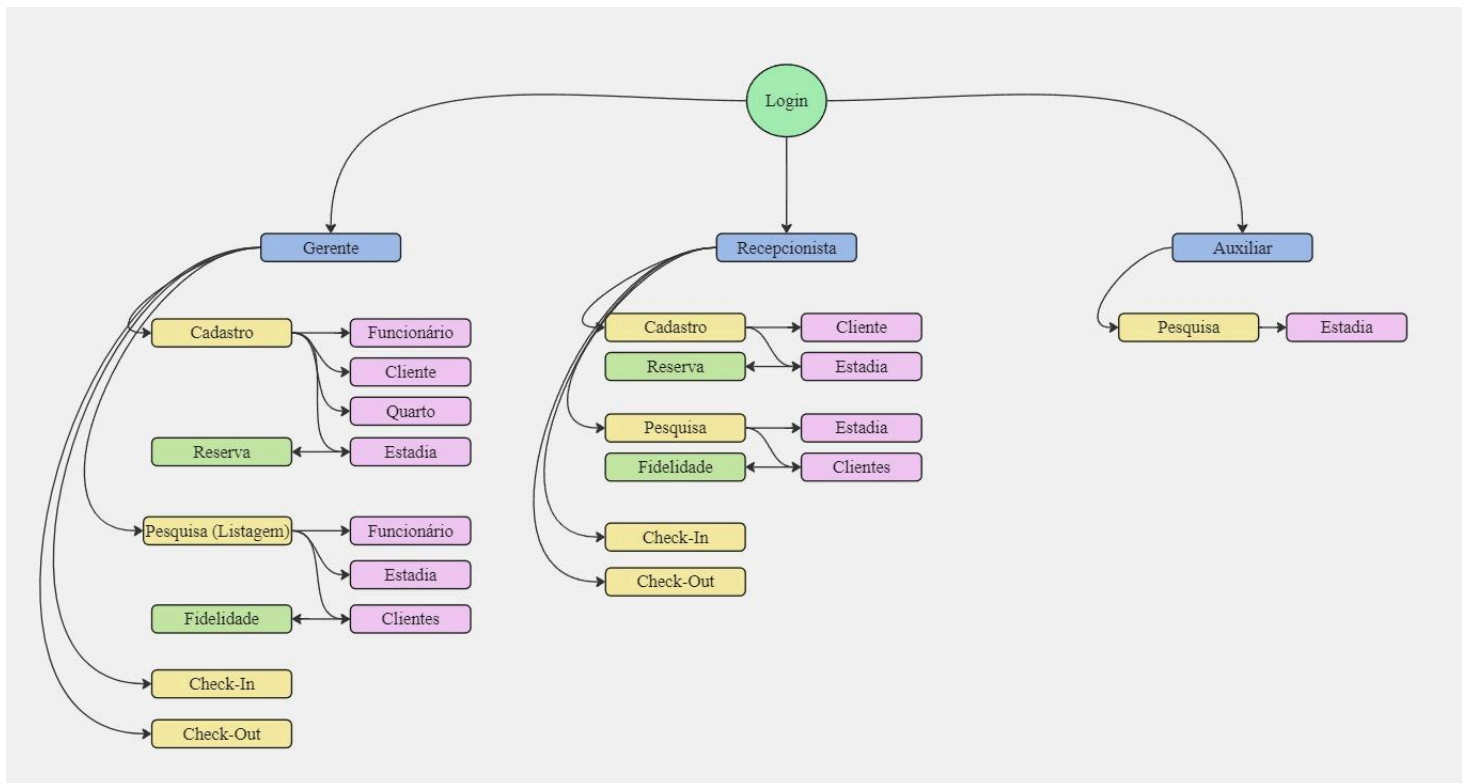 Login
Gerente
Recepcionista
Auxiliar
Cadastro
Funcionário
Cliente
Quarto
Reserva
Estadia
Pesquisa (Listagem)
Funcionário
Estadia
Fidelidade
Clientes
Check-In
Check-Out
Cadastro
Cliente
Reserva
Estadia
Pesquisa
Estadia
Fidelidade
Clientes
Check-In
Check-Out
Pesquisa
Estadia